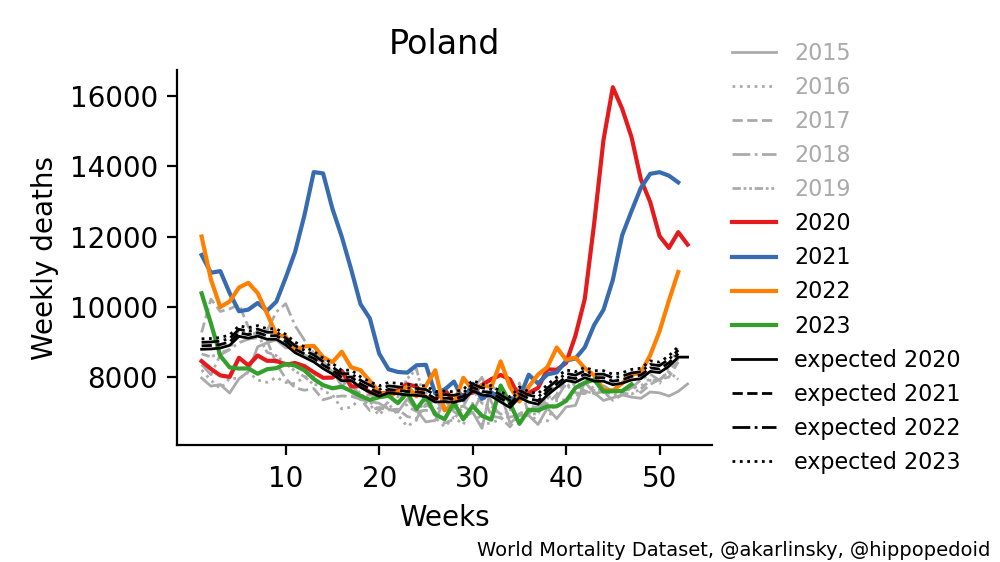 Poland
Weekly deaths
16000
14000
12000
10000
8000
10 20 30 40 50
Weeks
2015
2016
2017
2018
2019
2020
2021
2022
2023
expected 2020
expected 2021
expected 2022
expected 2023
World Mortality Dataset, @akarlinsky, @hippopedoid